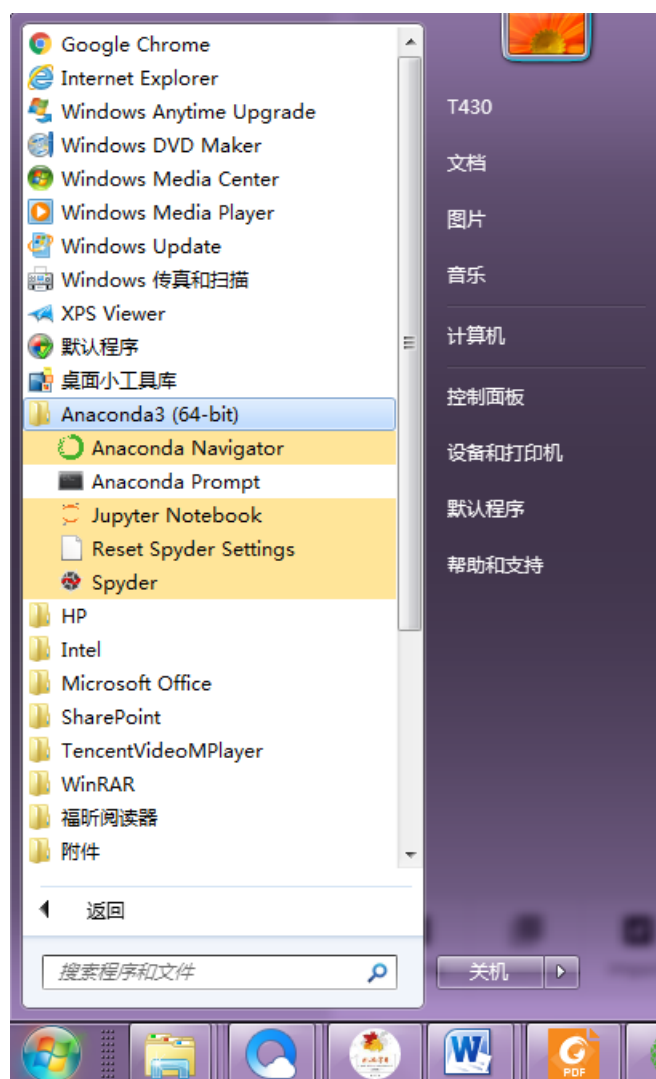 Google Chrome
Internet Explorer
Windows Anytime Upgrade
Windows DVD Maker
Windows Media Center
Windows Media Player
Windows Update
Windows 传真和扫描
XPS Viewer
默认程序
桌面小工具库
Anaconda3 (64-bit)
Anaconda Navigator
Anaconda Prompt
Jupyter Notebook
Reset Spyder Settings
Spyder
HP
Intel
Microsoft Office
SharePoint
TencentVideoMPlayer
WinRAR
福昕阅读器
附件
返回
搜索程序和文件
T430
文档
图片
音乐
计算机
控制面板
设备和打印机
默认程序
帮助和支持
关机
W
G
PDF